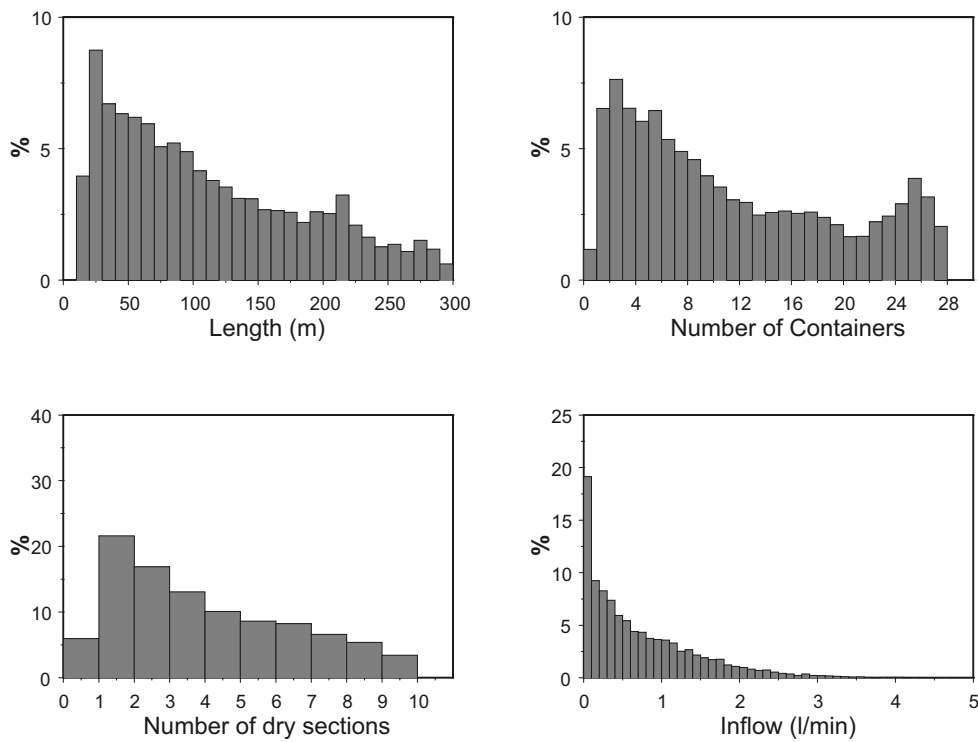 10
5
0
%
0 50 100 150 200 250 300
Length (m)
10
5
0
%
0 4 8 12 16 20 24 28
Number of Containers
40
30
20
10
0
%
0 1 2 3 4 5 6 7 8 9 10
Number of dry sections
25
20
15
10
5
0
%
0 1 2 3 4 5
Inflow (l/min)